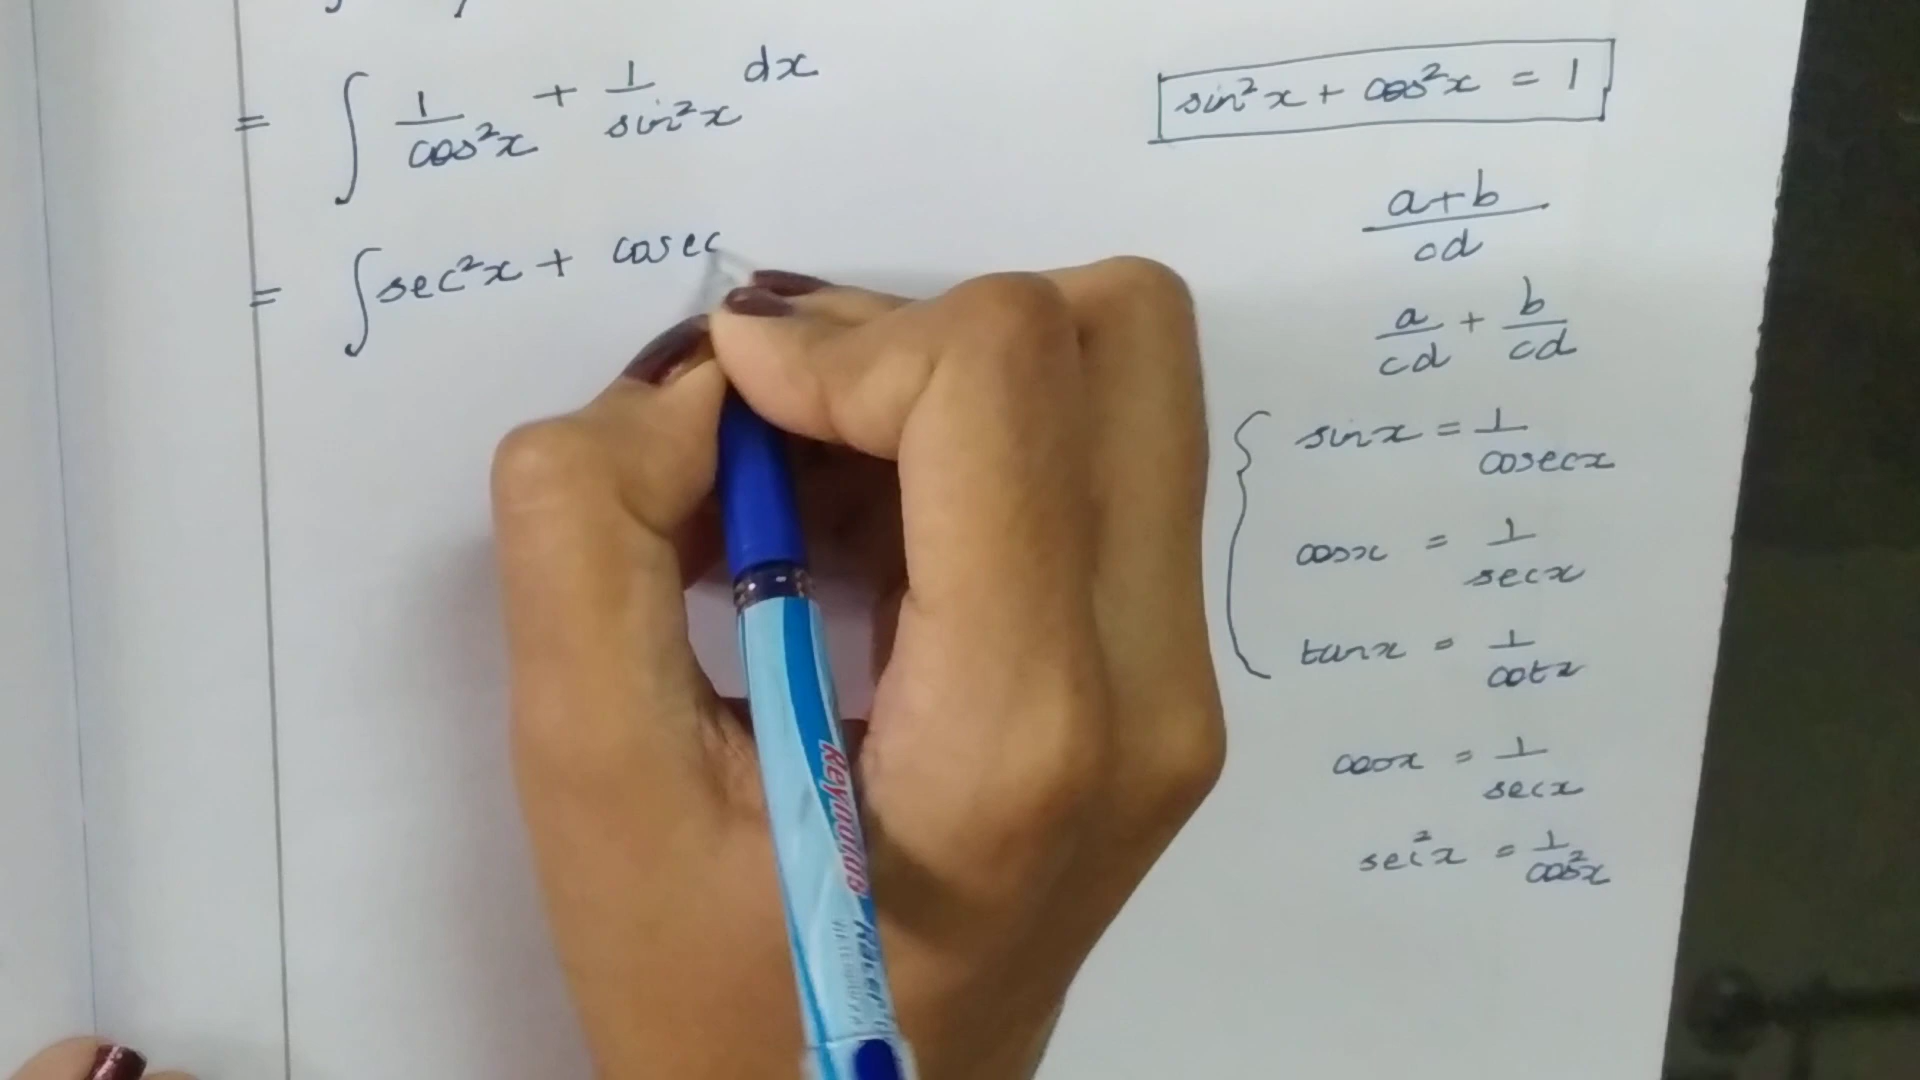 = ∫ 1/cos²x + 1/sin²x dx
= ∫ sec²x + cosec
sin²x + cos²x = 1
a+b/cd
a/cd + b/cd
sinx = 1/cosecx
cosx = 1/secx
tanx = 1/cotx
cosx = 1/secx
sec²x = 1/cos²x
Reynolds
Racer